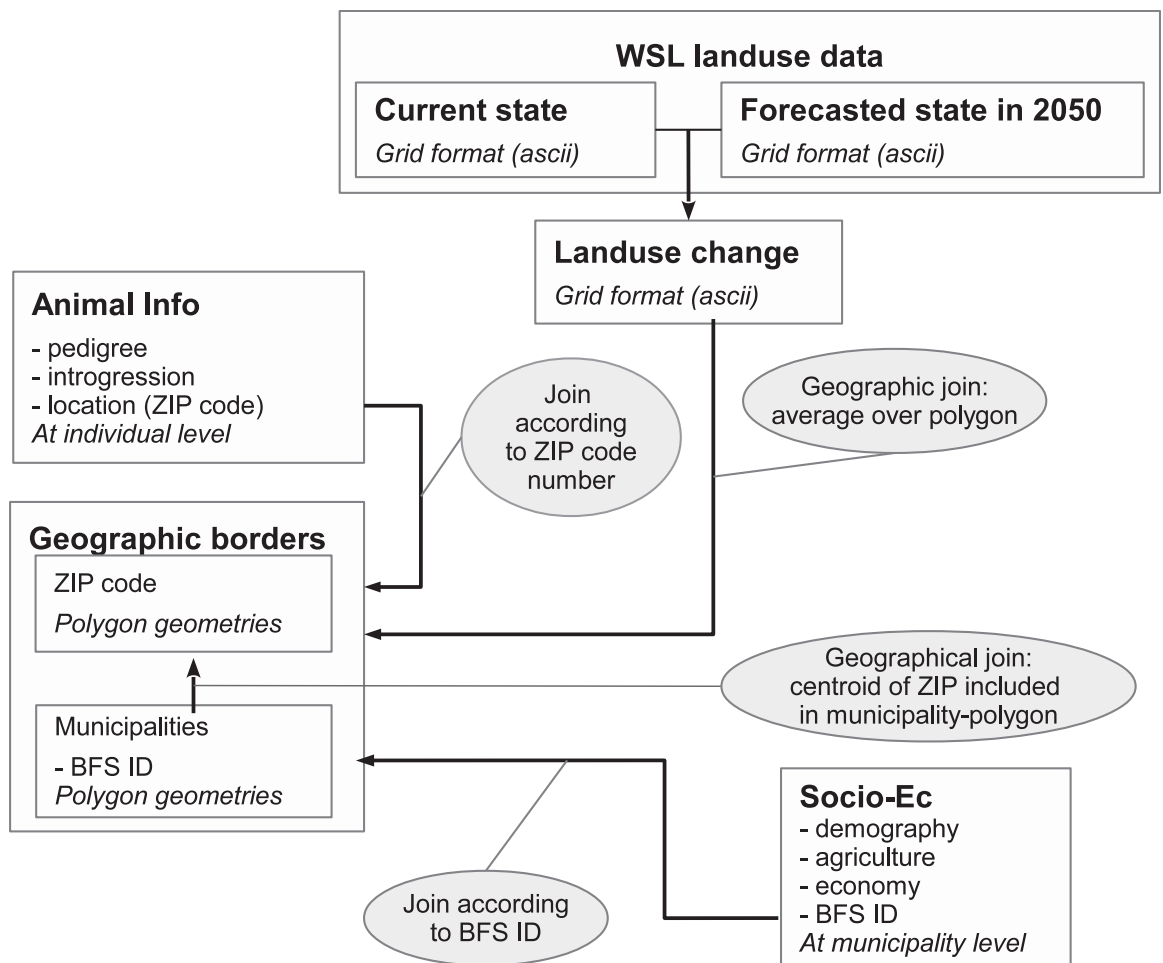 WSL landuse data
Current state
Grid format (ascii)
Forecasted state in 2050
Grid format (ascii)
Landuse change
Grid format (ascii)
Animal Info
- pedigree
- introgression
- location (ZIP code)
At individual level
Join
according
to ZIP code
number
Geographic join:
average over polygon
Geographic borders
ZIP code
Polygon geometries
Municipalities
- BFS ID
Polygon geometries
Geographical join:
centroid of ZIP included
in municipality-polygon
Join according
to BFS ID
Socio-Ec
- demography
- agriculture
- economy
- BFS ID
At municipality level